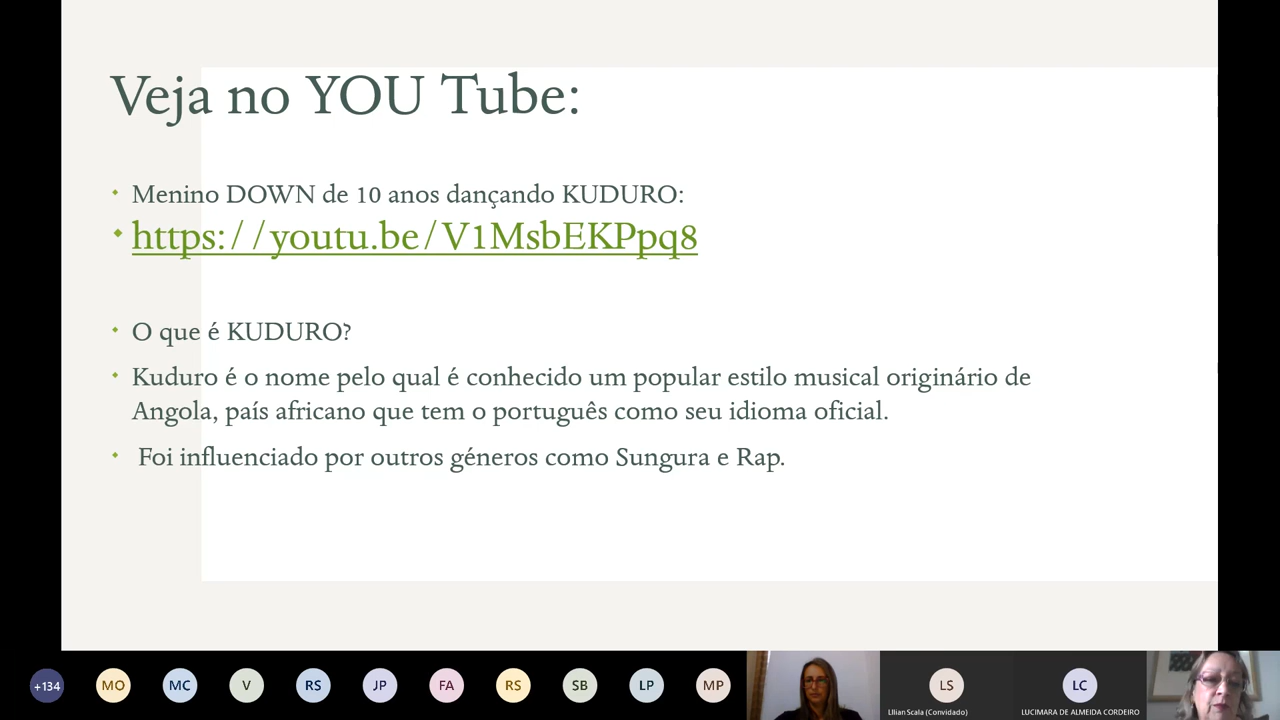 Veja no YOU Tube:
Menino DOWN de 10 anos dançando KUDURO:
https://youtu.be/V1MsbEKPpq8
O que é KUDURO?
Kuduro é o nome pelo qual é conhecido um popular estilo musical originário de
Angola, país africano que tem o português como seu idioma oficial.
Foi influenciado por outros géneros como Sungura e Rap.
+134 MO MC V RS JP FA RS SB LP MP LS LC
LIlian Scala (Convidado) LUCIMARA DE ALMEIDA CORDEIRO